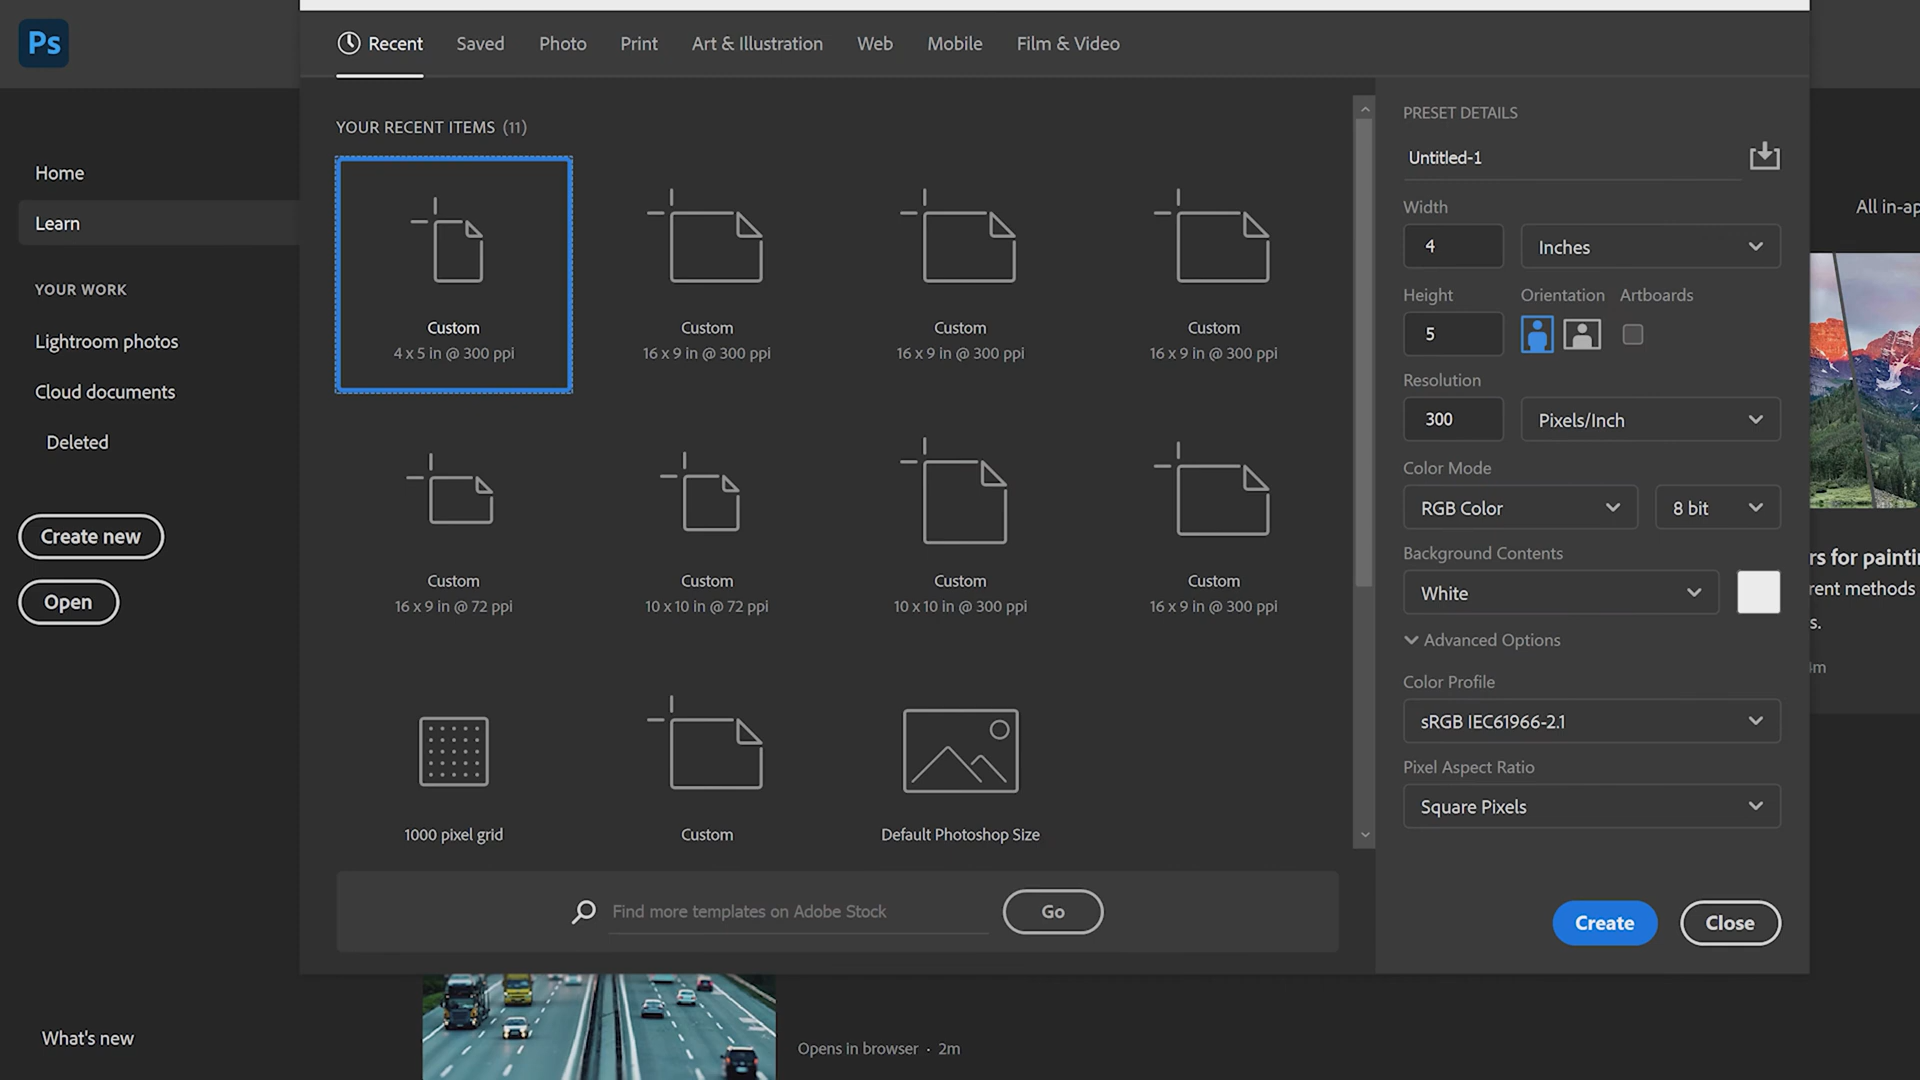 Ps
Recent
Saved
Photo
Print
Art & Illustration
Web
Mobile
Film & Video
Home
Learn
YOUR WORK
Lightroom photos
Cloud documents
Deleted
Create new
Open
What's new
YOUR RECENT ITEMS (11)
Custom
4 x 5 in @ 300 ppi
Custom
16 x 9 in @ 300 ppi
Custom
16 x 9 in @ 300 ppi
Custom
16 x 9 in @ 300 ppi
Custom
16 x 9 in @ 72 ppi
Custom
10 x 10 in @ 72 ppi
Custom
10 x 10 in @ 300 ppi
Custom
16 x 9 in @ 300 ppi
1000 pixel grid
Custom
Default Photoshop Size
Find more templates on Adobe Stock
Go
PRESET DETAILS
Untitled-1
Width
4
Inches
Height
Orientation
Artboards
5
Resolution
300
Pixels/Inch
Color Mode
RGB Color
8 bit
Background Contents
White
Advanced Options
Color Profile
sRGB IEC61966-2.1
Pixel Aspect Ratio
Square Pixels
Create
Close
All in-ap
rs for painti
rent methods
s.
Opens in browser · 2m